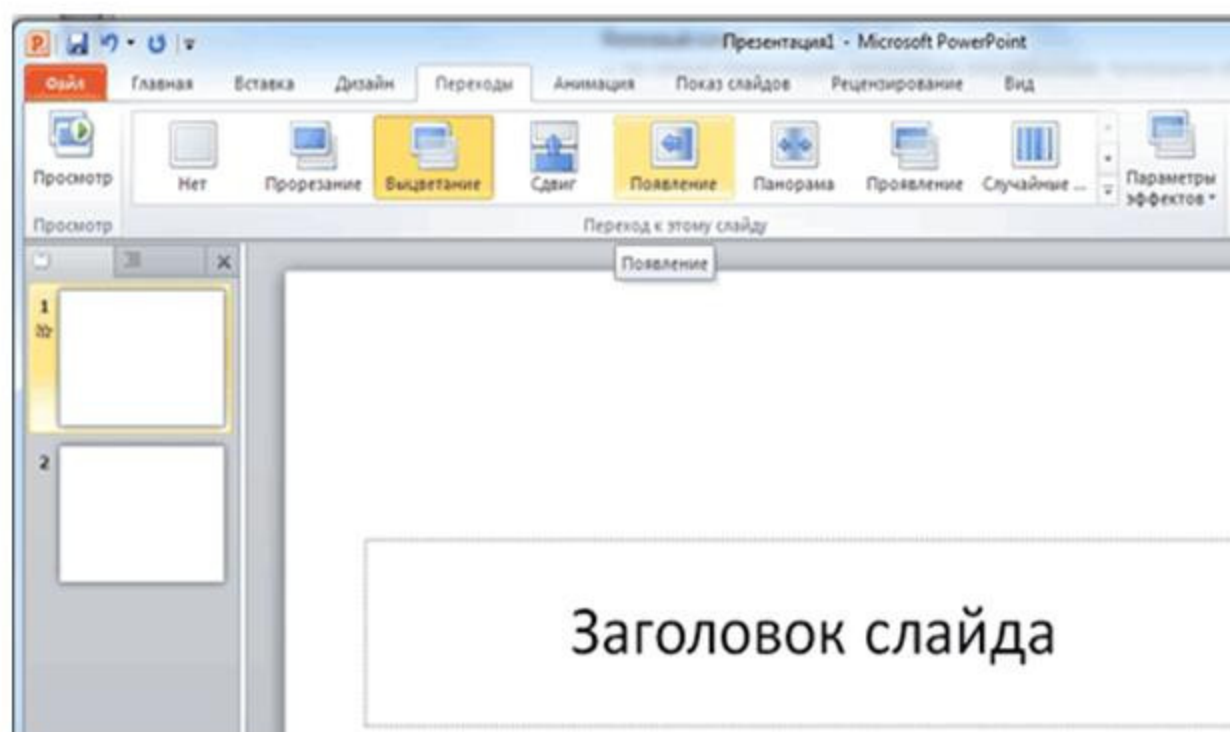 Презентация1 - Microsoft PowerPoint
Файл Главная Вставка Дизайн Переходы Анимация Показ слайдов Рецензирование Вид
Просмотр Нет Прорезание Выцветание Сдвиг Появление Панорама Проявление Случайные ... Параметры эффектов
Просмотр Переход к этому слайду
Появление
1
2
Заголовок слайда